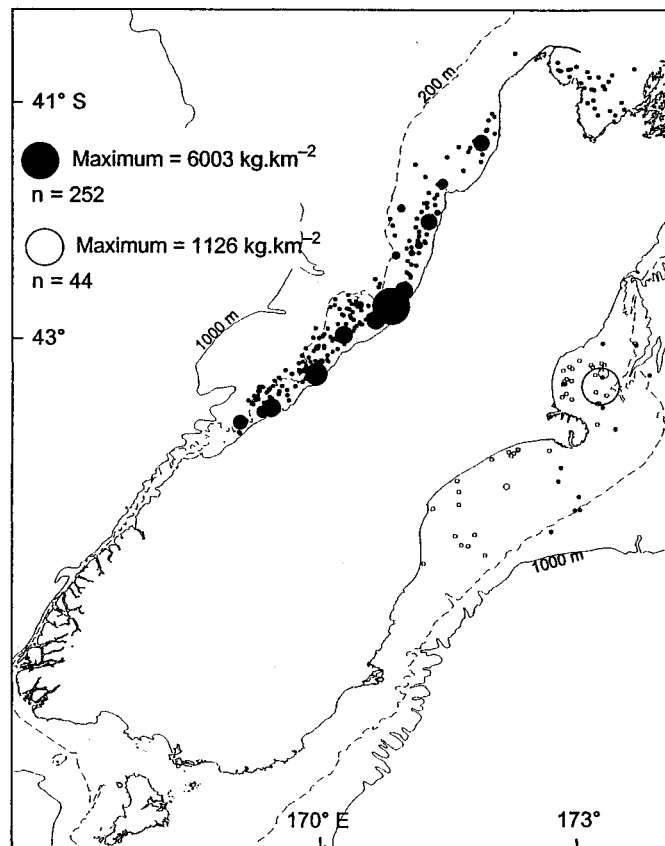 200 m
41° S
Maximum = 6003 kg.km⁻²
n = 252
Maximum = 1126 kg.km⁻²
n = 44
1000 m
43°
1000 m
170° E
173°